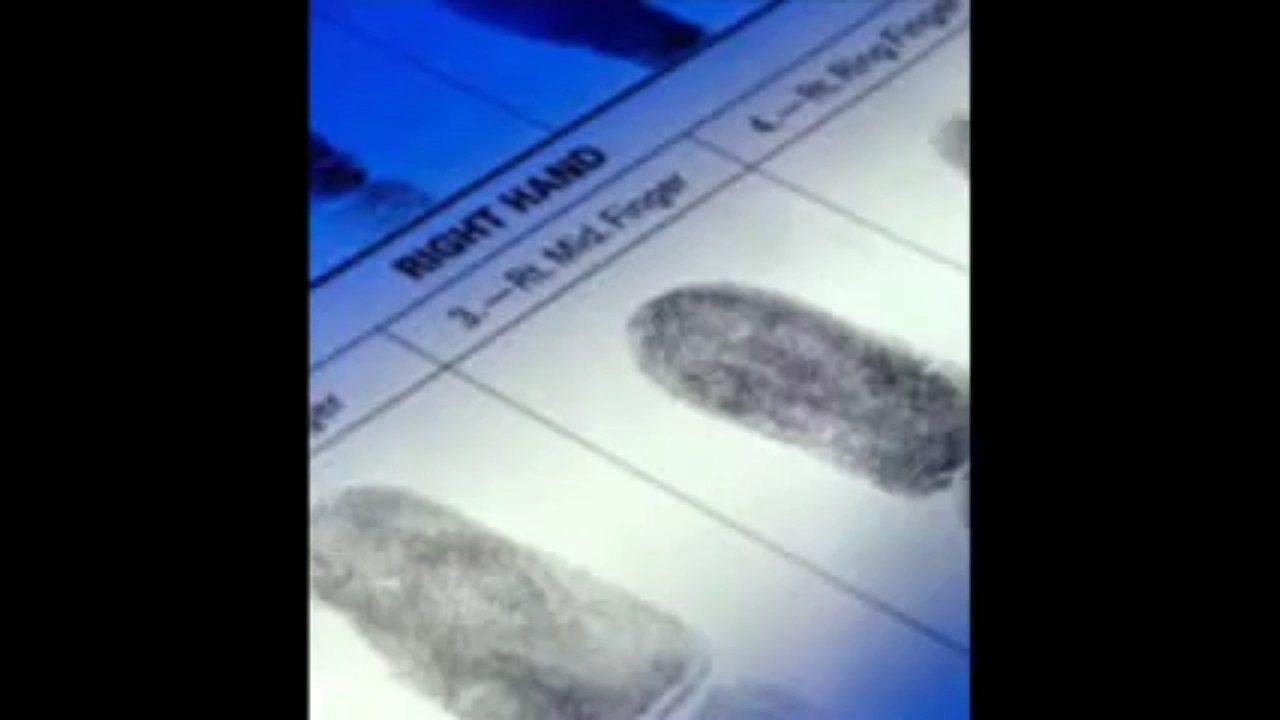 RIGHT HAND
3.—Rt. Mid. Finger
4.—Rt. Ring Finger